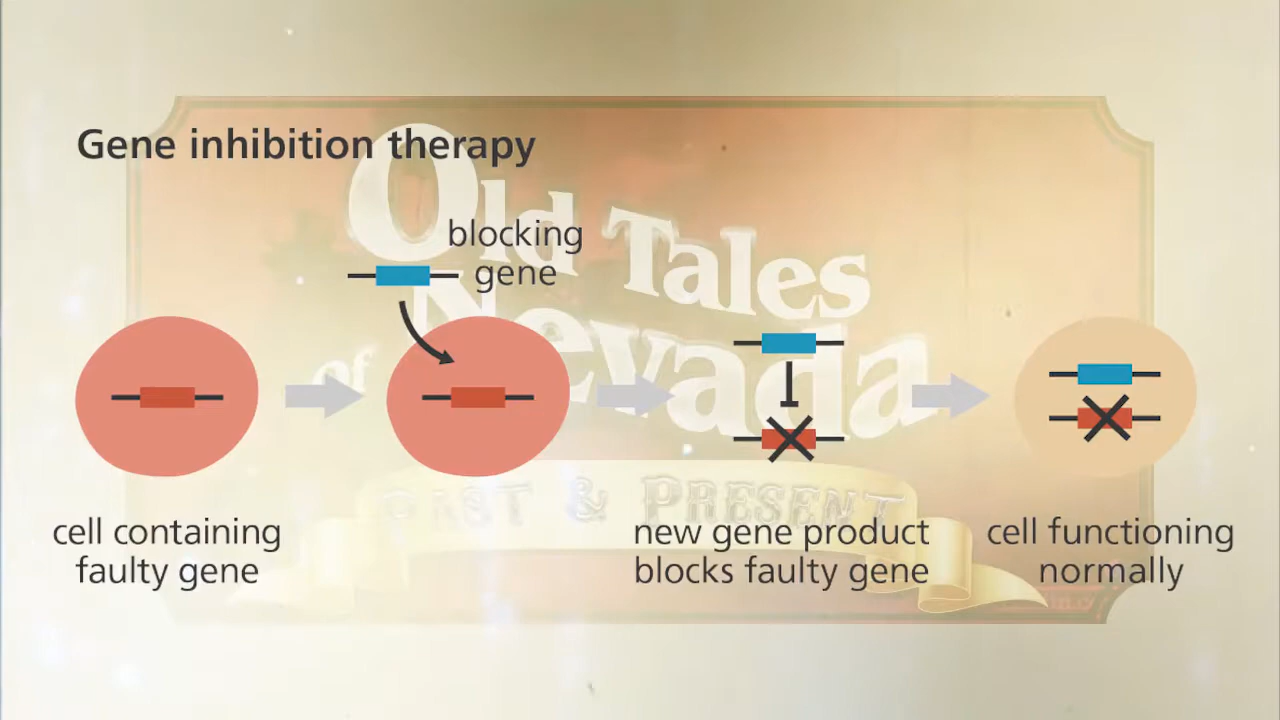 Gene inhibition therapy
Old Tales
of Nevada
PAST & PRESENT
blocking
gene
cell containing
faulty gene
new gene product
blocks faulty gene
cell functioning
normally